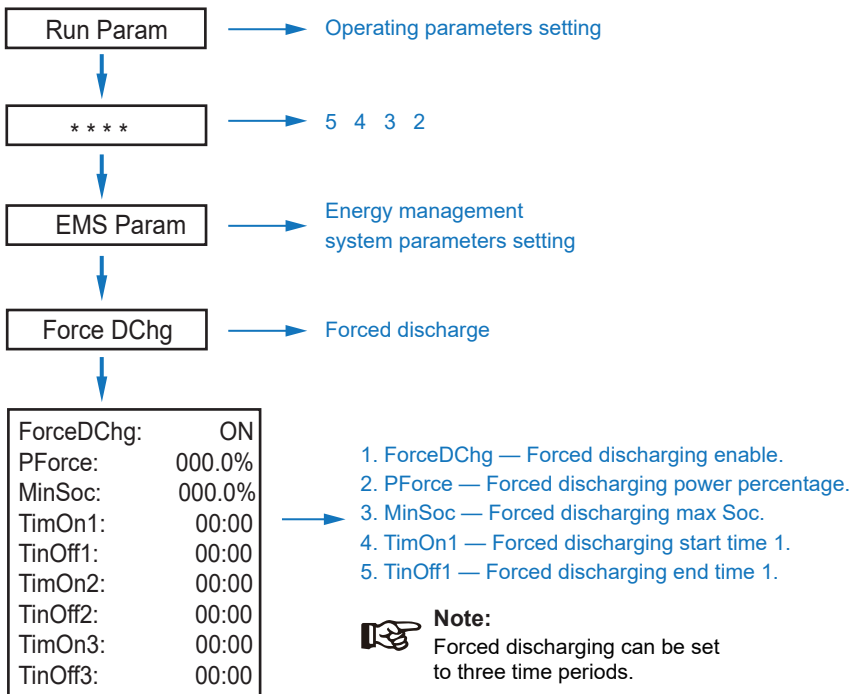 Run Param
Operating parameters setting
* * * *
5 4 3 2
EMS Param
Energy management
system parameters setting
Force DChg
Forced discharge
ForceDChg: ON
PForce: 000.0%
MinSoc: 000.0%
TimOn1: 00:00
TinOff1: 00:00
TimOn2: 00:00
TinOff2: 00:00
TimOn3: 00:00
TinOff3: 00:00
1. ForceDChg — Forced discharging enable.
2. PForce — Forced discharging power percentage.
3. MinSoc — Forced discharging max Soc.
4. TimOn1 — Forced discharging start time 1.
5. TinOff1 — Forced discharging end time 1.
Note:
Forced discharging can be set
to three time periods.